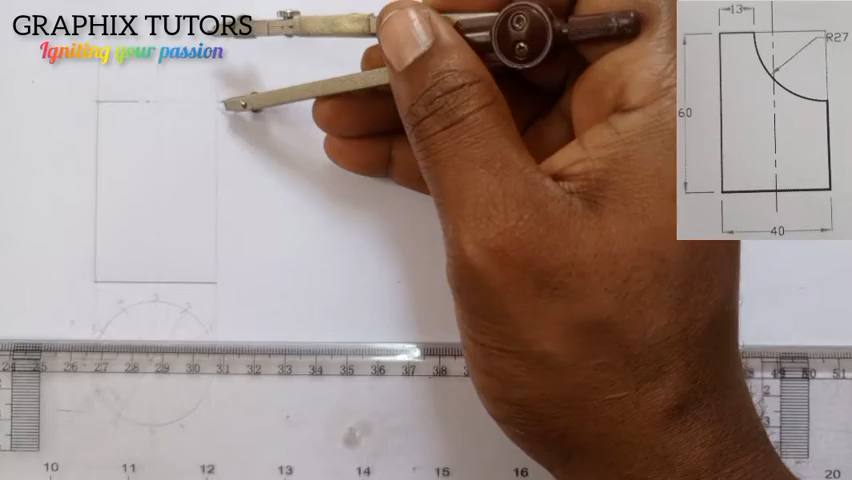 GRAPHIX TUTORS
Igniting your passion
13
R27
60
40
24 25 26 27 28 29 30 31 32 33 34 35 36 37 38 49 50 51
10 11 12 13 14 15 16 20